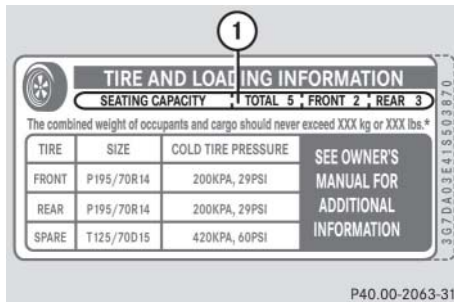 1
TIRE AND LOADING INFORMATION
SEATING CAPACITY TOTAL 5 FRONT 2 REAR 3
The combined weight of occupants and cargo should never exceed XXX kg or XXX lbs.*
TIRE SIZE COLD TIRE PRESSURE
SEE OWNER'S
MANUAL FOR
ADDITIONAL
INFORMATION
FRONT P195/70R14 200KPA, 29PSI
REAR P195/70R14 200KPA, 29PSI
SPARE T125/70D15 420KPA, 60PSI
3G7DA03E41S503870
P40.00-2063-31